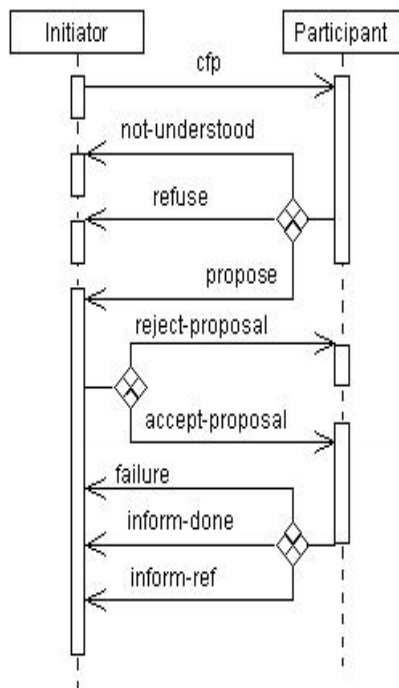 Initiator
Participant
cfp
not-understood
refuse
propose
reject-proposal
accept-proposal
failure
inform-done
inform-ref